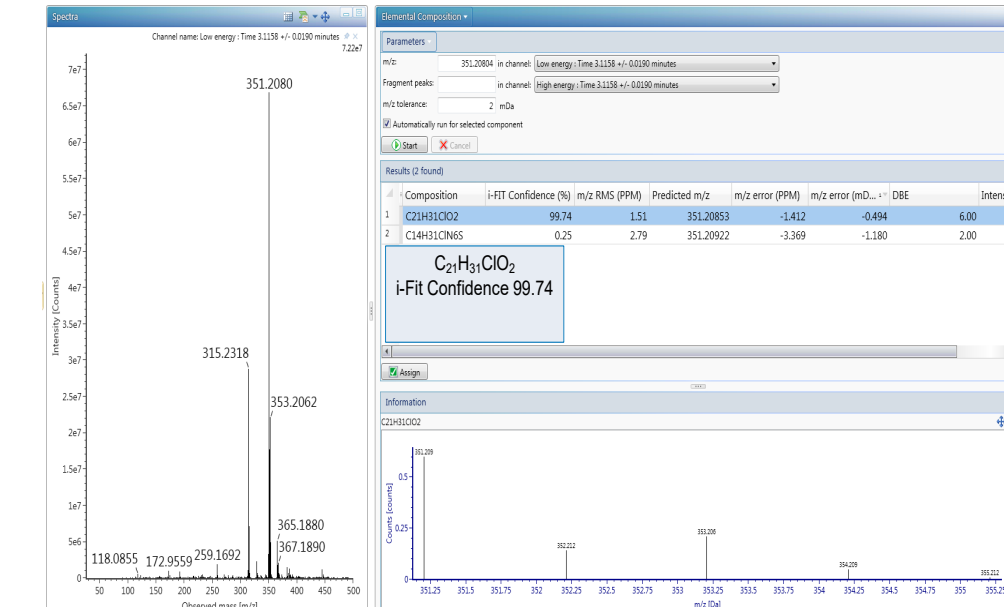 Spectra
Channel name: Low energy : Time 3.1158 +/- 0.0190 minutes
7.22e7
7e7
6.5e7
6e7
5.5e7
5e7
4.5e7
4e7
3.5e7
3e7
2.5e7
2e7
1.5e7
1e7
5e6
0
Intensity [Counts]
351.2080
315.2318
353.2062
365.1880
367.1890
118.0855
172.9559
259.1692
50 100 150 200 250 300 350 400 450 500
Observed mass [m/z]
Elemental Composition
Parameters
m/z: 351.20804 in channel: Low energy : Time 3.1158 +/- 0.0190 minutes
Fragment peaks: in channel: High energy : Time 3.1158 +/- 0.0190 minutes
m/z tolerance: 2 mDa
Automatically run for selected component
Start Cancel
Results (2 found)
Composition i-FIT Confidence (%) m/z RMS (PPM) Predicted m/z m/z error (PPM) m/z error (mD... DBE Intens
1 C21H31ClO2 99.74 1.51 351.20853 -1.412 -0.494 6.00
2 C14H31ClN6S 0.25 2.79 351.20922 -3.369 -1.180 2.00
C₂₁H₃₁ClO₂
i-Fit Confidence 99.74
Assign
Information
C21H31ClO2
Counts [counts]
0.5
0.25
0
351.209
352.212
353.206
354.209
355.212
351.25 351.5 351.75 352 352.25 352.5 352.75 353 353.25 353.5 353.75 354 354.25 354.5 354.75 355 355.25
m/z [Da]